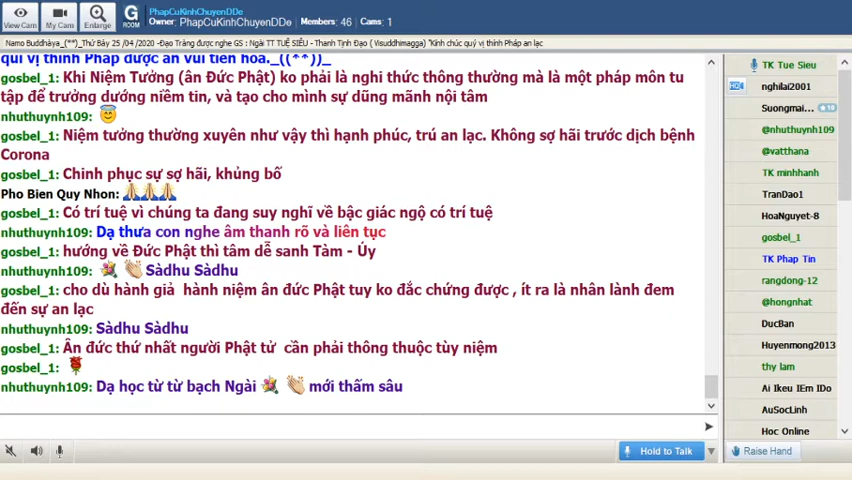 PhapCuKinhChuyenDDe
Owner: PhapCuKinhChuyenDDe Members: 46 Cams: 1
View Cam My Cam Enlarge G ROOM
Namo Buddhàya_(**)_Thứ Bảy 25 /04 /2020 -Đạo Tràng được nghe GS : Ngài TT TUỆ SIÊU - Thanh Tịnh Đạo ( Visuddhimagga) "Kính chúc quý vị thính Pháp an lạc
quí vị thính Pháp được an vui tiến hóa._((**))_
gosbel_1: Khi Niệm Tưởng (ân Đức Phật) ko phải là nghi thức thông thường mà là một pháp môn tu
tập để trưởng dướng niềm tin, và tạo cho mình sự dũng mãnh nội tâm
nhuthuynh109:
gosbel_1: Niệm tưởng thường xuyên như vậy thì hạnh phúc, trú an lạc. Không sợ hãi trước dịch bệnh
Corona
gosbel_1: Chinh phục sự sợ hãi, khủng bố
Pho Bien Quy Nhon:
gosbel_1: Có trí tuệ vì chúng ta đang suy nghĩ về bậc giác ngộ có trí tuệ
nhuthuynh109: Dạ thưa con nghe âm thanh rõ và liên tục
gosbel_1: hướng về Đức Phật thì tâm dễ sanh Tàm - Úy
nhuthuynh109: Sàdhu Sàdhu
gosbel_1: cho dù hành giả hành niệm ân đức Phật tuy ko đắc chứng được , ít ra là nhân lành đem
đến sự an lạc
nhuthuynh109: Sàdhu Sàdhu
gosbel_1: Ân đức thứ nhất người Phật tử cần phải thông thuộc tùy niệm
gosbel_1:
nhuthuynh109: Dạ học từ từ bạch Ngài mới thấm sâu
Hold to Talk
TK Tue Sieu
HD nghilai2001
Suongmai... 10
@nhuthuynh109
@vatthana
TK minhhanh
TranDao1
HoaNguyet-8
gosbel_1
TK Phap Tin
rangdong-12
@hongnhat
DucBan
Huyenmong2013
thy lam
Ai Ikeu IEm IDo
AuSocLinh
Hoc Online
Raise Hand